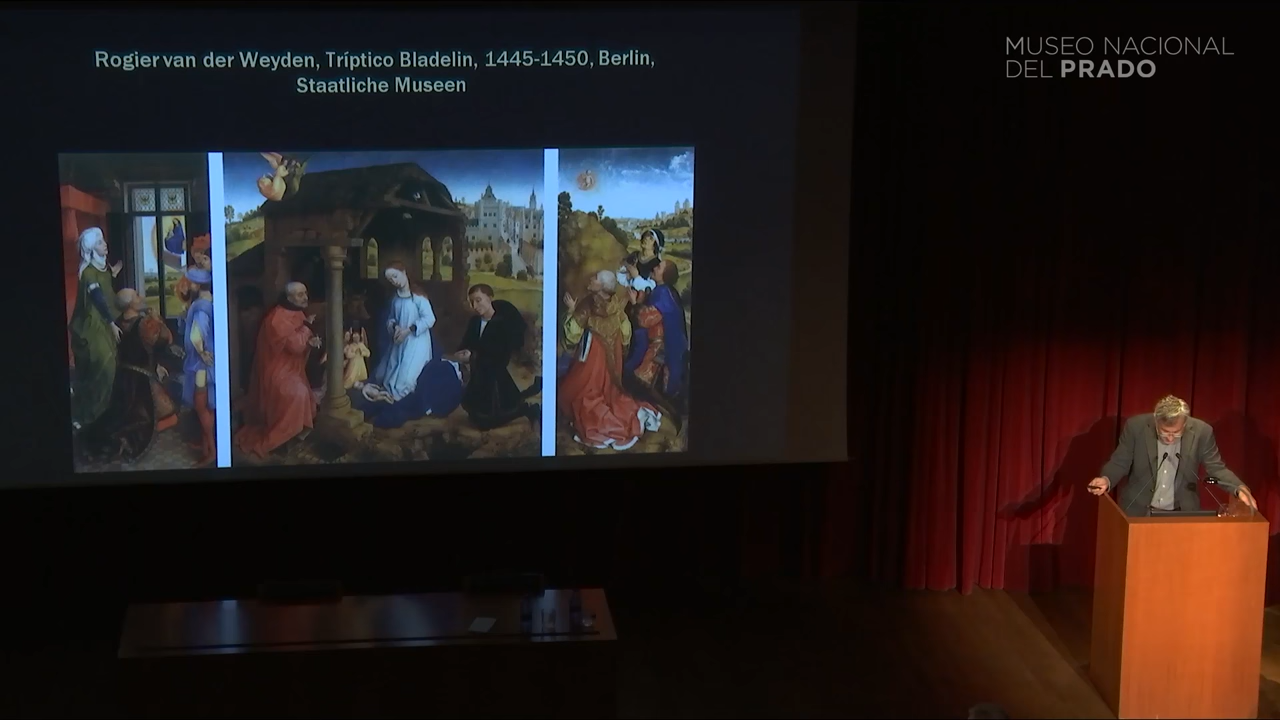 Rogier van der Weyden, Tríptico Bladelin, 1445-1450, Berlin,
Staatliche Museen
MUSEO NACIONAL
DEL PRADO